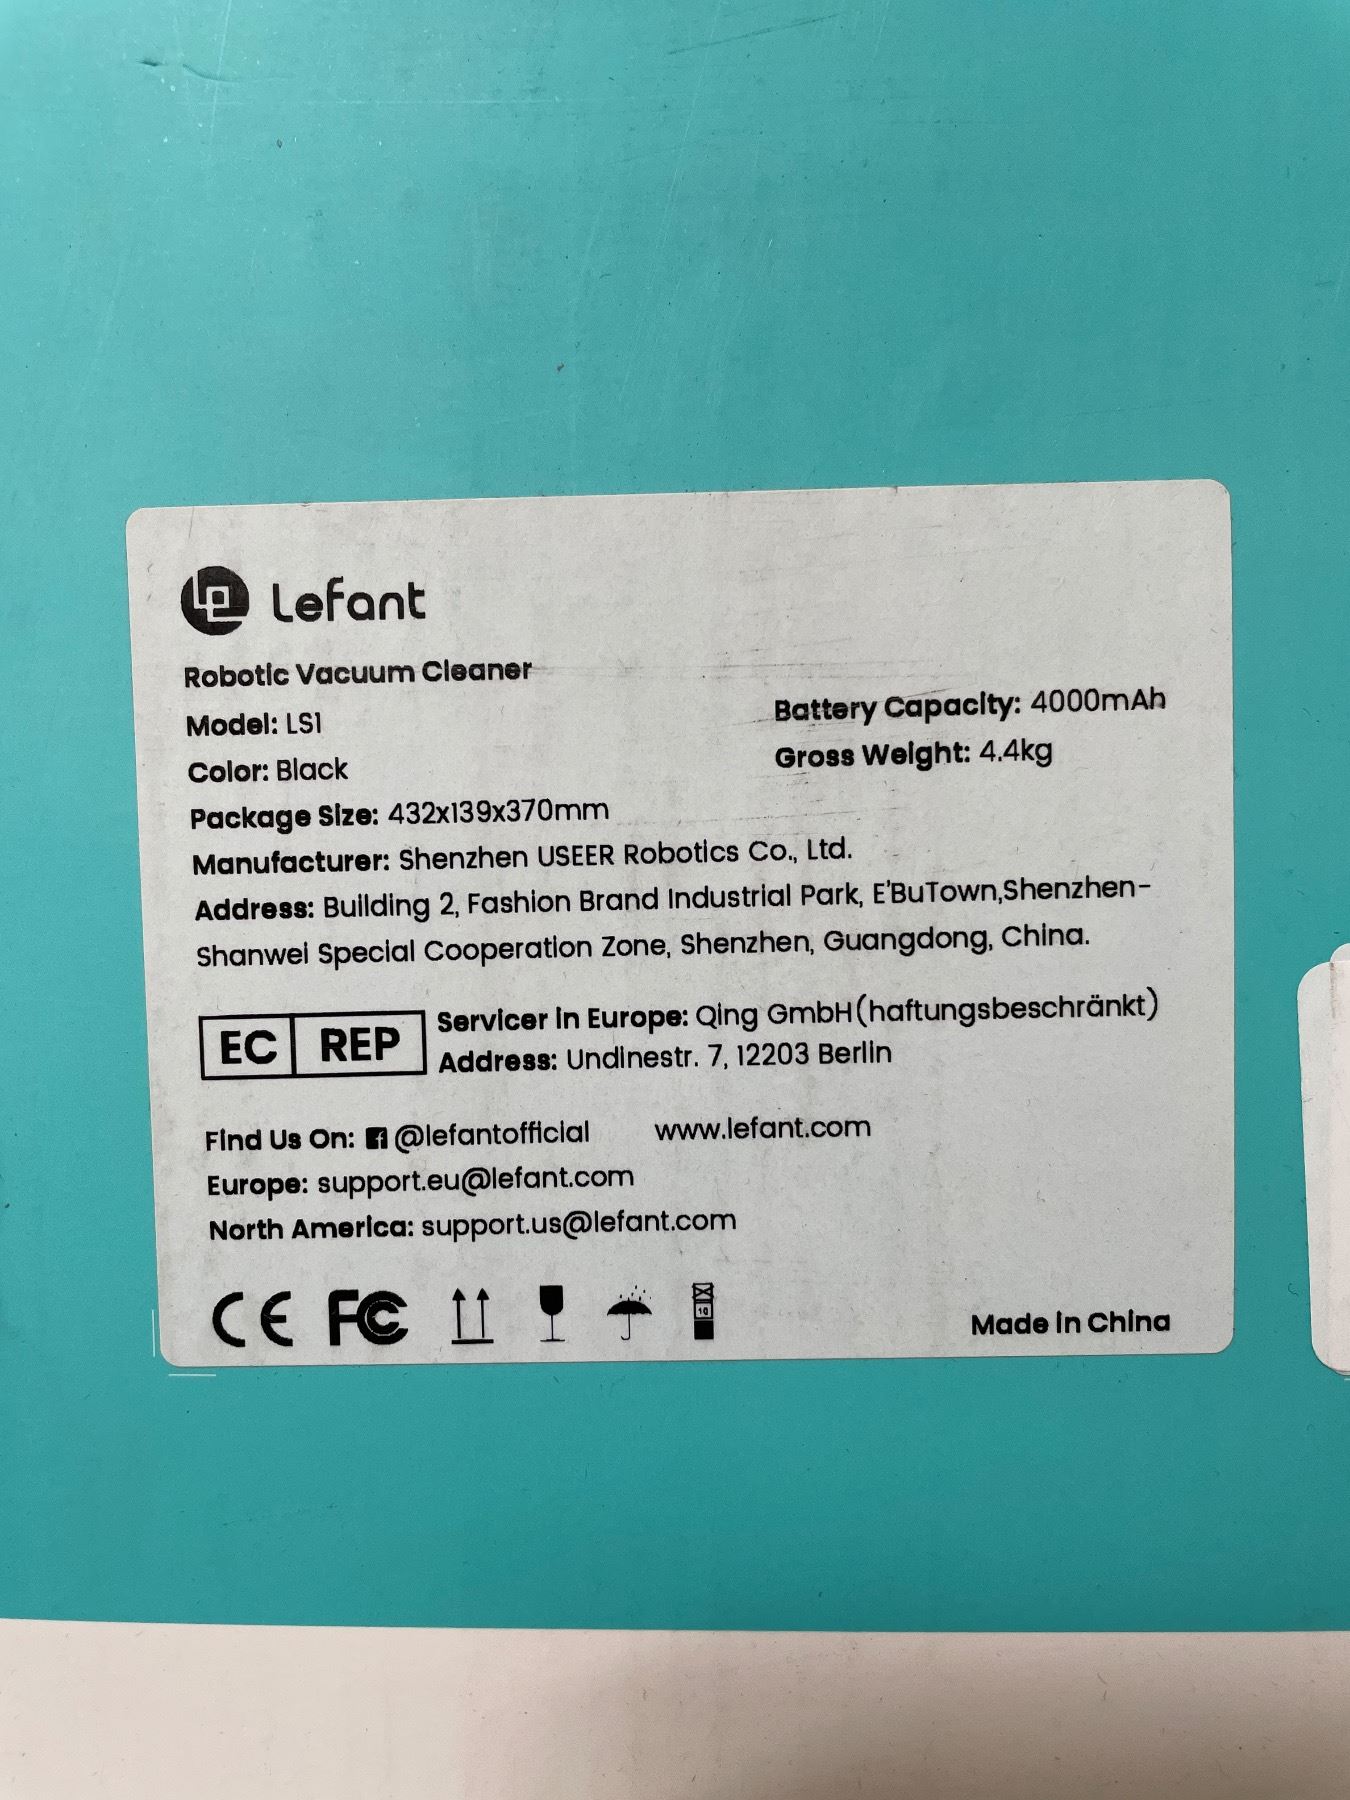 Lefant
Robotic Vacuum Cleaner
Model: LS1
Color: Black
Battery Capacity: 4000mAh
Gross Weight: 4.4kg
Package Size: 432x139x370mm
Manufacturer: Shenzhen USEER Robotics Co., Ltd.
Address: Building 2, Fashion Brand Industrial Park, E'BuTown,Shenzhen-
Shanwei Special Cooperation Zone, Shenzhen, Guangdong, China.
EC REP
Servicer in Europe: Qing GmbH(haftungsbeschränkt)
Address: Undinestr. 7, 12203 Berlin
Find Us On: @lefantofficial www.lefant.com
Europe: support.eu@lefant.com
North America: support.us@lefant.com
CE FC 10 Made in China